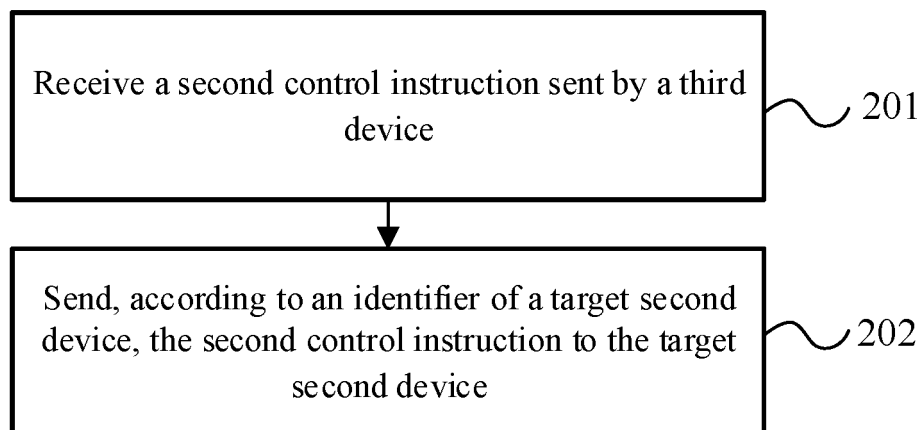 Receive a second control instruction sent by a third
device
201
Send, according to an identifier of a target second
device, the second control instruction to the target
second device
202